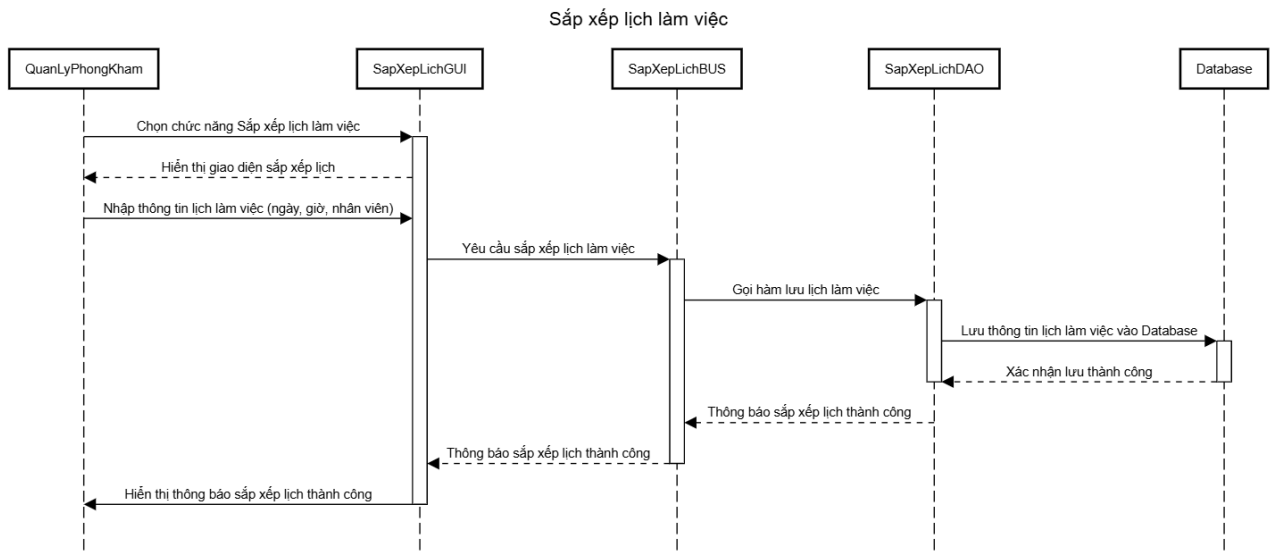 Sắp xếp lịch làm việc
QuanLyPhongKham
SapXepLichGUI
SapXepLichBUS
SapXepLichDAO
Database
Chọn chức năng Sắp xếp lịch làm việc
Hiển thị giao diện sắp xếp lịch
Nhập thông tin lịch làm việc (ngày, giờ, nhân viên)
Yêu cầu sắp xếp lịch làm việc
Gọi hàm lưu lịch làm việc
Lưu thông tin lịch làm việc vào Database
Xác nhận lưu thành công
Thông báo sắp xếp lịch thành công
Thông báo sắp xếp lịch thành công
Hiển thị thông báo sắp xếp lịch thành công